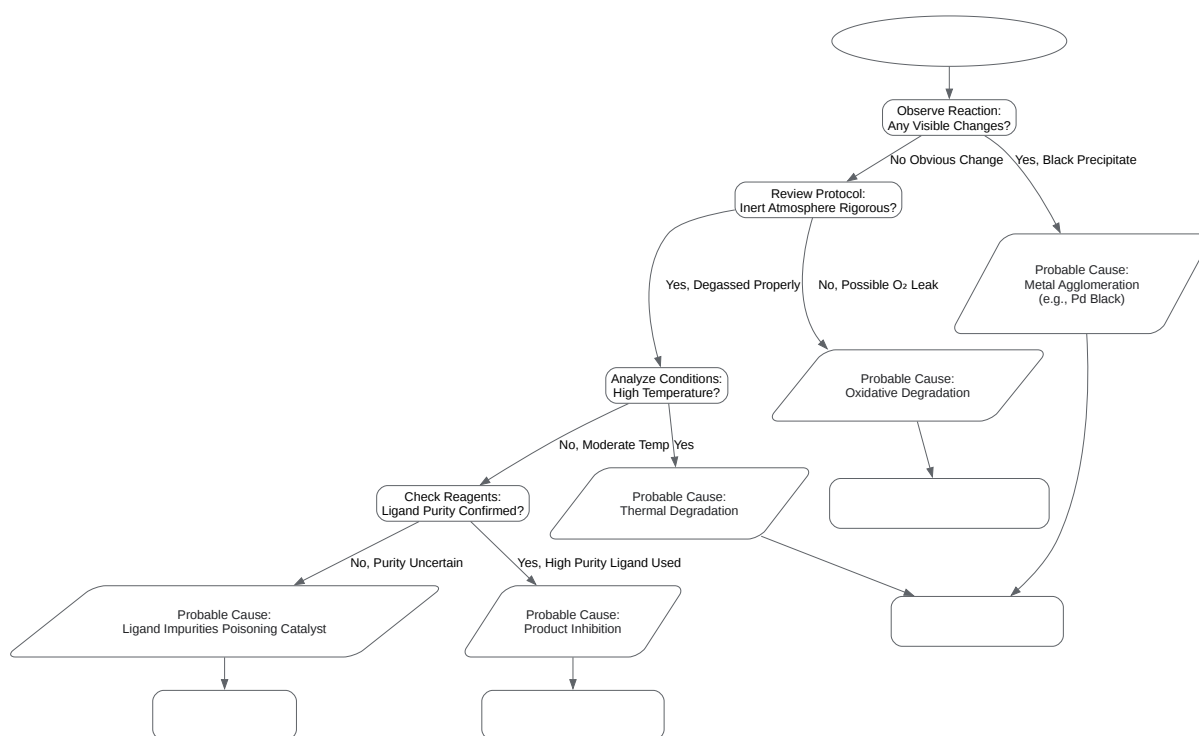 Observe Reaction:
Any Visible Changes?
No Obvious Change
Yes, Black Precipitate
Review Protocol:
Inert Atmosphere Rigorous?
Probable Cause:
Metal Agglomeration
(e.g., Pd Black)
Yes, Degassed Properly
No, Possible O₂ Leak
Analyze Conditions:
High Temperature?
Probable Cause:
Oxidative Degradation
No, Moderate Temp
Yes
Check Reagents:
Ligand Purity Confirmed?
Probable Cause:
Thermal Degradation
No, Purity Uncertain
Yes, High Purity Ligand Used
Probable Cause:
Ligand Impurities Poisoning Catalyst
Probable Cause:
Product Inhibition